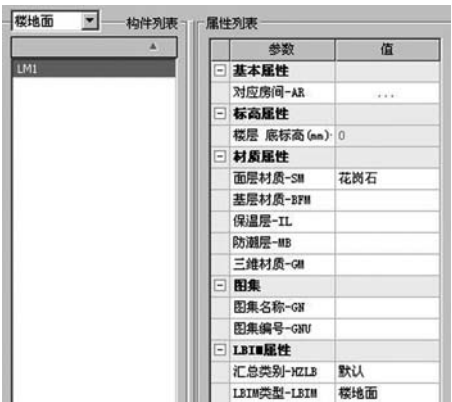 楼地面 构件列表 属性列表
参数 值
LM1
基本属性
对应房间-AR ...
标高属性
楼层 底标高(mm)· 0
材质属性
面层材质-SM 花岗石
基层材质-BFM
保温层-IL
防潮层-MB
三维材质-GM
图集
图集名称-GN
图集编号-GNU
LBIM属性
汇总类别-HZLB 默认
LBIM类型-LBIM 楼地面